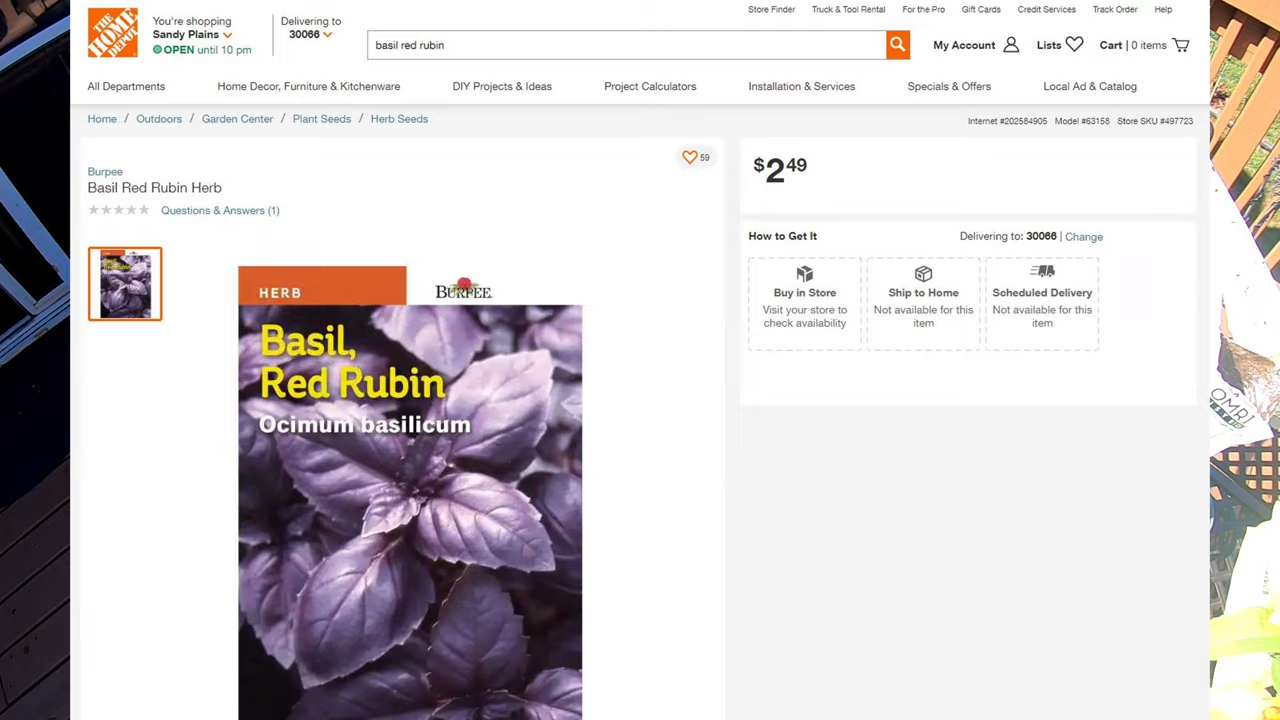 Store Finder
Truck & Tool Rental
For the Pro
Gift Cards
Credit Services
Track Order
Help
THE HOME DEPOT
You're shopping
Sandy Plains
OPEN until 10 pm
Delivering to
30066
basil red rubin
My Account
Lists
Cart | 0 items
All Departments
Home Decor, Furniture & Kitchenware
DIY Projects & Ideas
Project Calculators
Installation & Services
Specials & Offers
Local Ad & Catalog
Home / Outdoors / Garden Center / Plant Seeds / Herb Seeds
Internet #202584905 Model #63158 Store SKU #497723
Burpee
Basil Red Rubin Herb
Questions & Answers (1)
59
$2 49
How to Get It
Delivering to: 30066 | Change
Buy in Store
Visit your store to
check availability
Ship to Home
Not available for this
item
Scheduled Delivery
Not available for this
item
HERB
BURPEE
Basil,
Red Rubin
Ocimum basilicum
OMRI